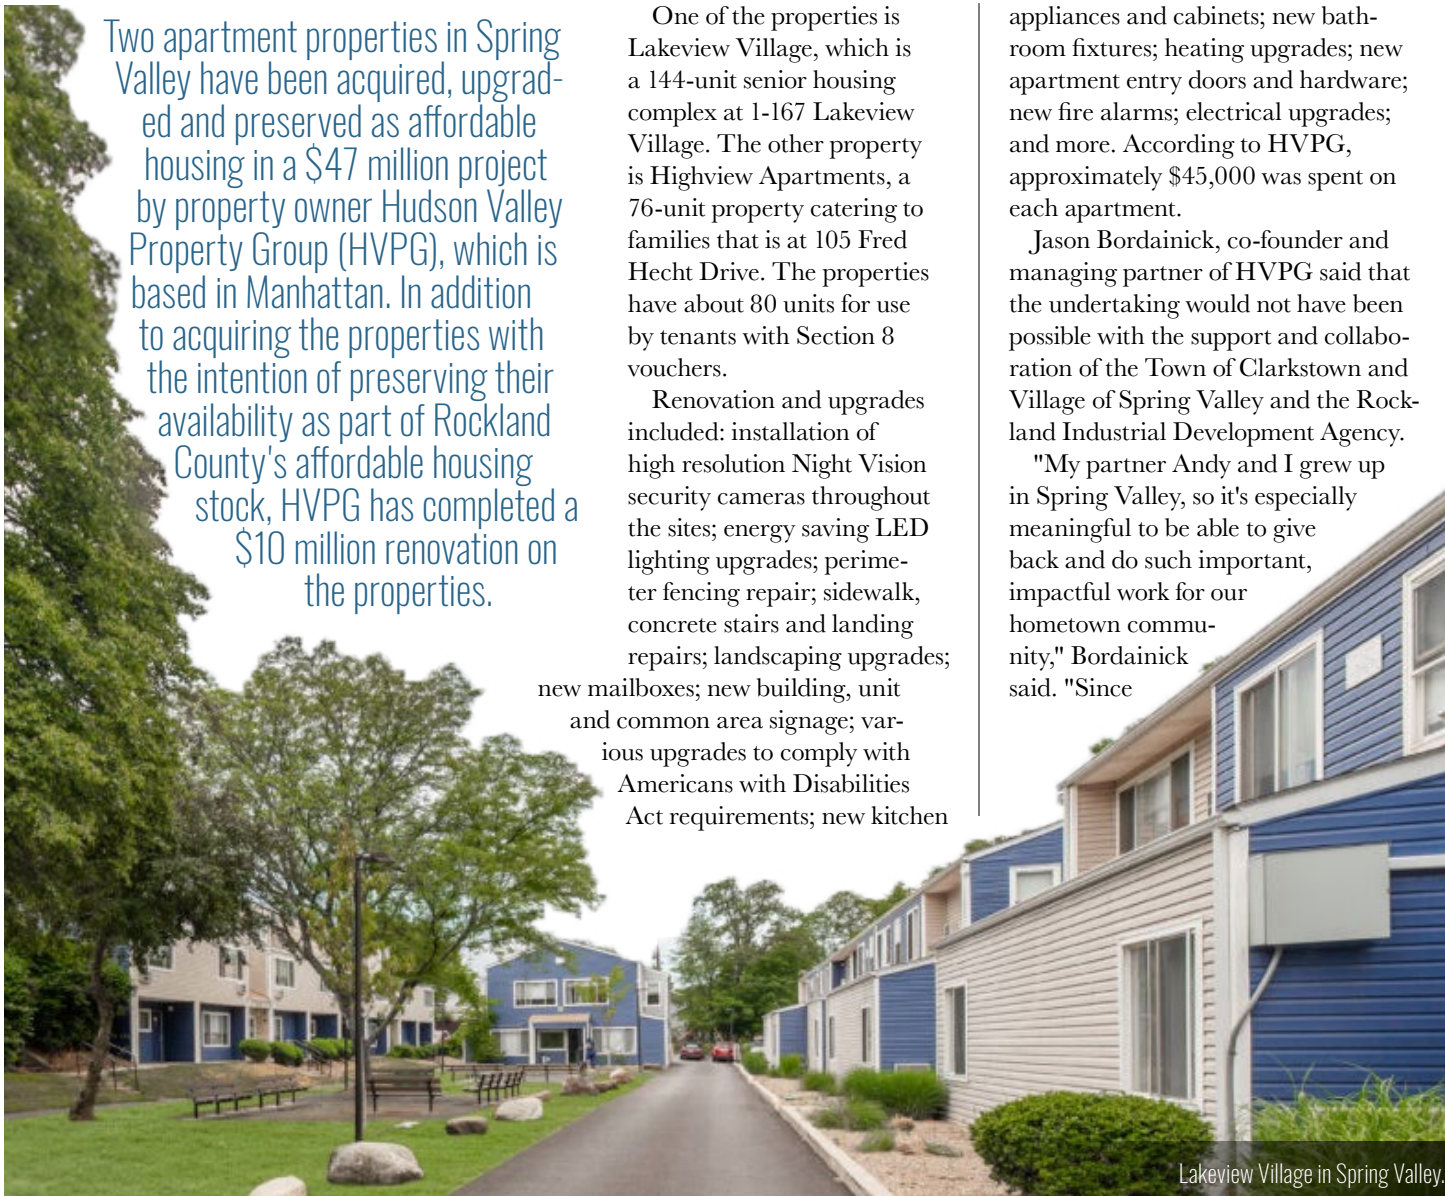 Two apartment properties in Spring
Valley have been acquired, upgrad-
ed and preserved as affordable
housing in a $47 million project
by property owner Hudson Valley
Property Group (HVPG), which is
based in Manhattan. In addition
to acquiring the properties with
the intention of preserving their
availability as part of Rockland
County's affordable housing
stock, HVPG has completed a
$10 million renovation on
the properties.
One of the properties is
Lakeview Village, which is
a 144-unit senior housing
complex at 1-167 Lakeview
Village. The other property
is Highview Apartments, a
76-unit property catering to
families that is at 105 Fred
Hecht Drive. The properties
have about 80 units for use
by tenants with Section 8
vouchers.
Renovation and upgrades
included: installation of
high resolution Night Vision
security cameras throughout
the sites; energy saving LED
lighting upgrades; perime-
ter fencing repair; sidewalk,
concrete stairs and landing
repairs; landscaping upgrades;
new mailboxes; new building, unit
and common area signage; var-
ious upgrades to comply with
Americans with Disabilities
Act requirements; new kitchen
appliances and cabinets; new bath-
room fixtures; heating upgrades; new
apartment entry doors and hardware;
new fire alarms; electrical upgrades;
and more. According to HVPG,
approximately $45,000 was spent on
each apartment.
Jason Bordainick, co-founder and
managing partner of HVPG said that
the undertaking would not have been
possible with the support and collabo-
ration of the Town of Clarkstown and
Village of Spring Valley and the Rock-
land Industrial Development Agency.
"My partner Andy and I grew up
in Spring Valley, so it's especially
meaningful to be able to give
back and do such important,
impactful work for our
hometown commu-
nity," Bordainick
said. "Since
Lakeview Village in Spring Valley.